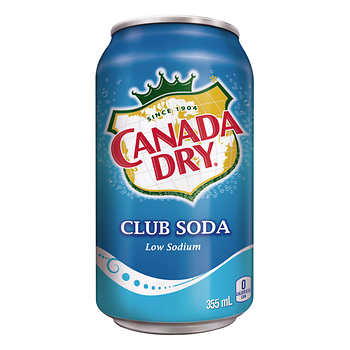 SINCE 1904
CANADA
DRY
CLUB SODA
Low Sodium
355 mL
0